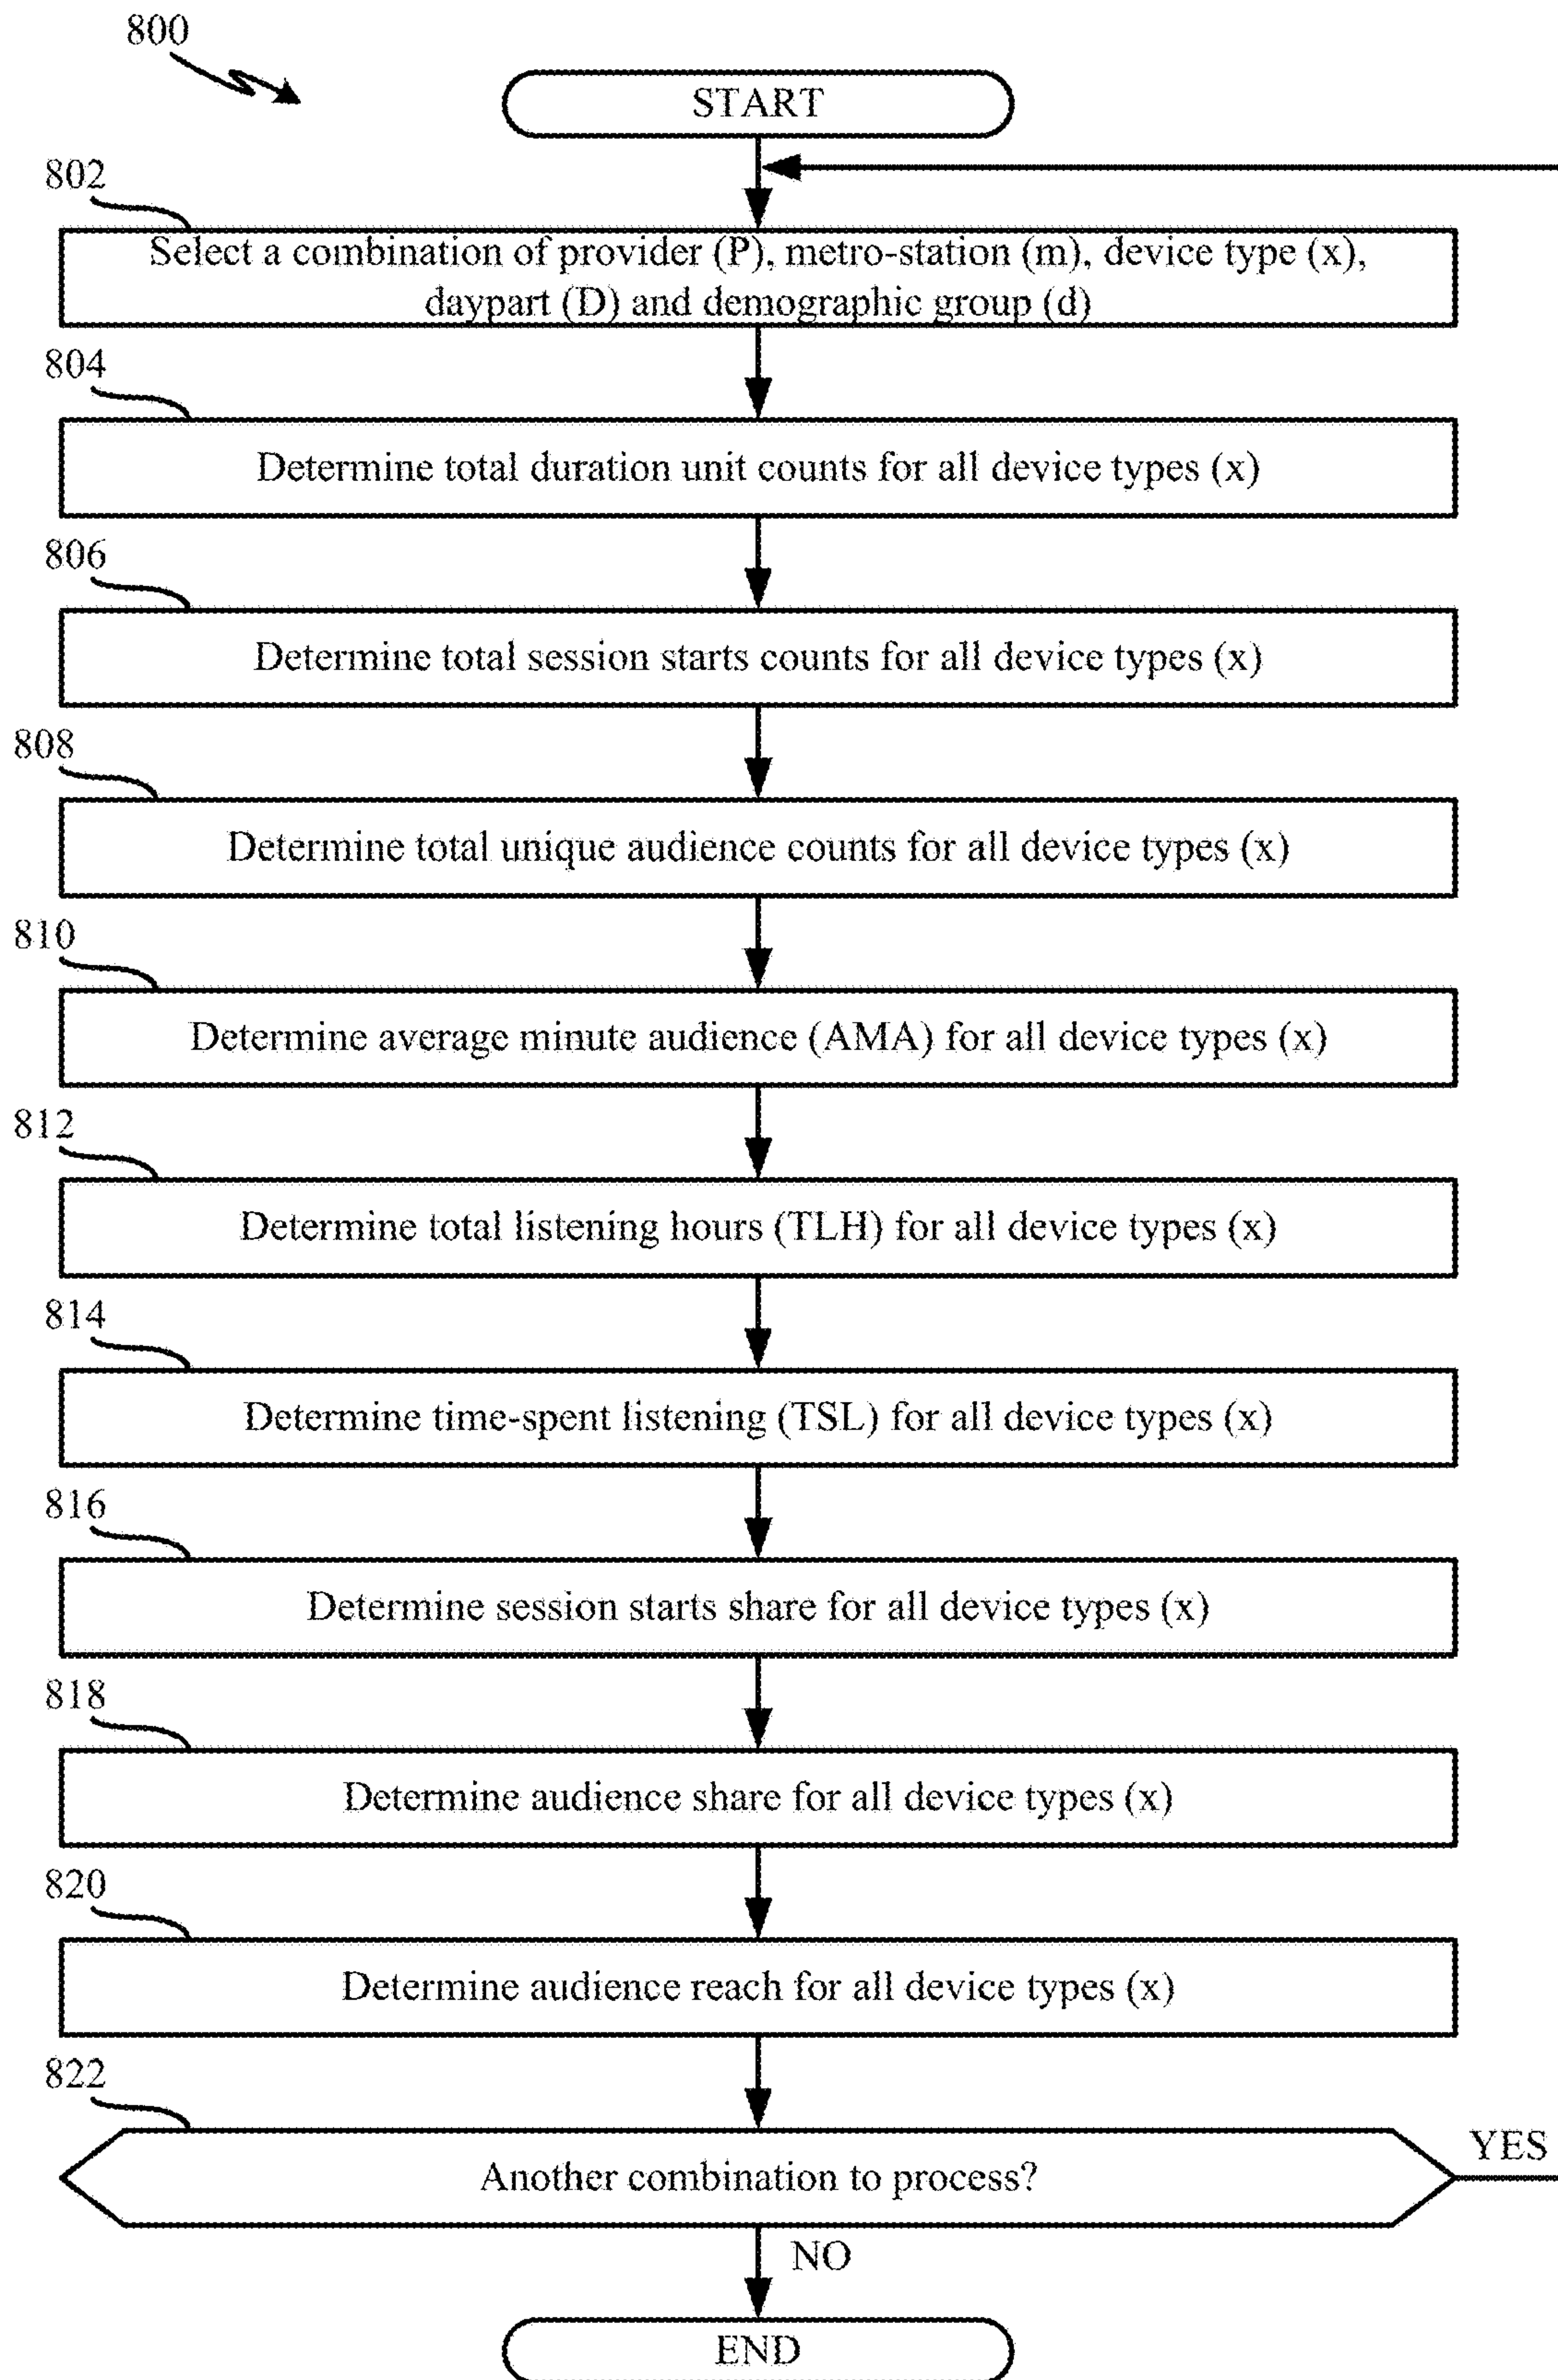 800
START
802
Select a combination of provider (P), metro-station (m), device type (x),
daypart (D) and demographic group (d)
804
Determine total duration unit counts for all device types (x)
806
Determine total session starts counts for all device types (x)
808
Determine total unique audience counts for all device types (x)
810
Determine average minute audience (AMA) for all device types (x)
812
Determine total listening hours (TLH) for all device types (x)
814
Determine time-spent listening (TSL) for all device types (x)
816
Determine session starts share for all device types (x)
818
Determine audience share for all device types (x)
820
Determine audience reach for all device types (x)
822
Another combination to process?
YES
NO
END